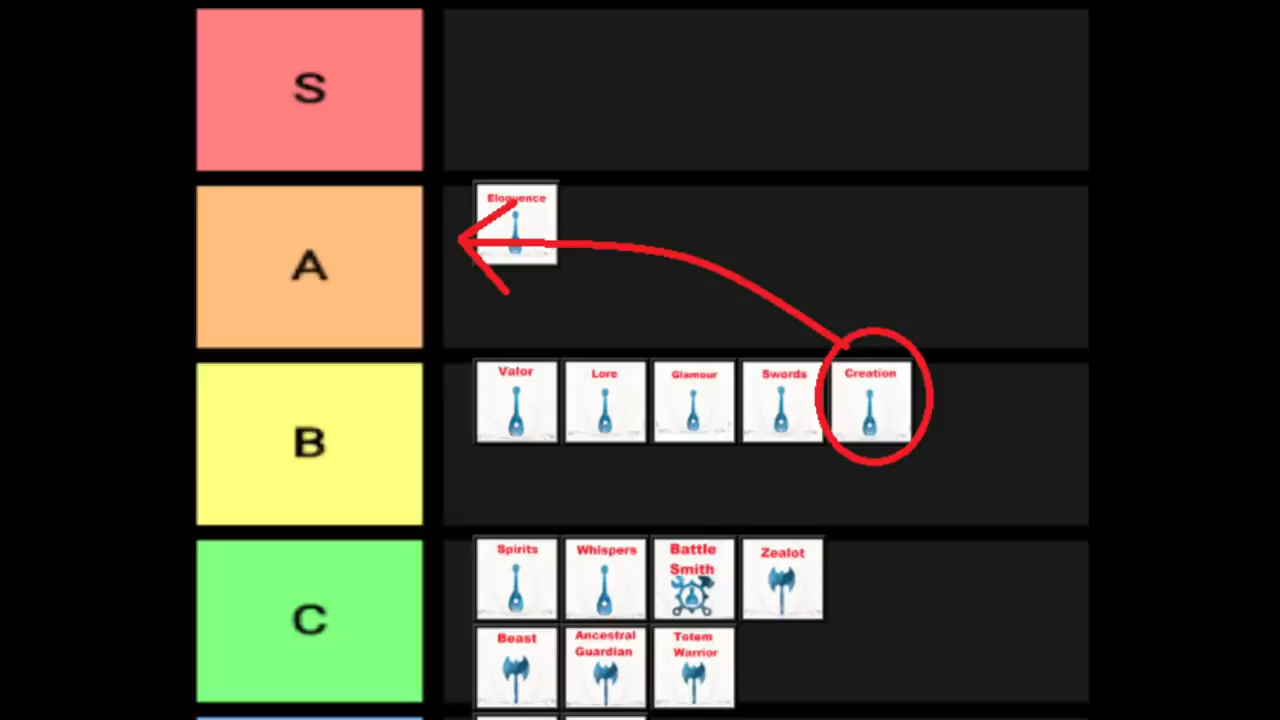 S
Eloquence
A
Valor Lore Glamour Swords Creation
B
Spirits Whispers Battle Smith Zealot
C
Beast Ancestral Guardian Totem Warrior